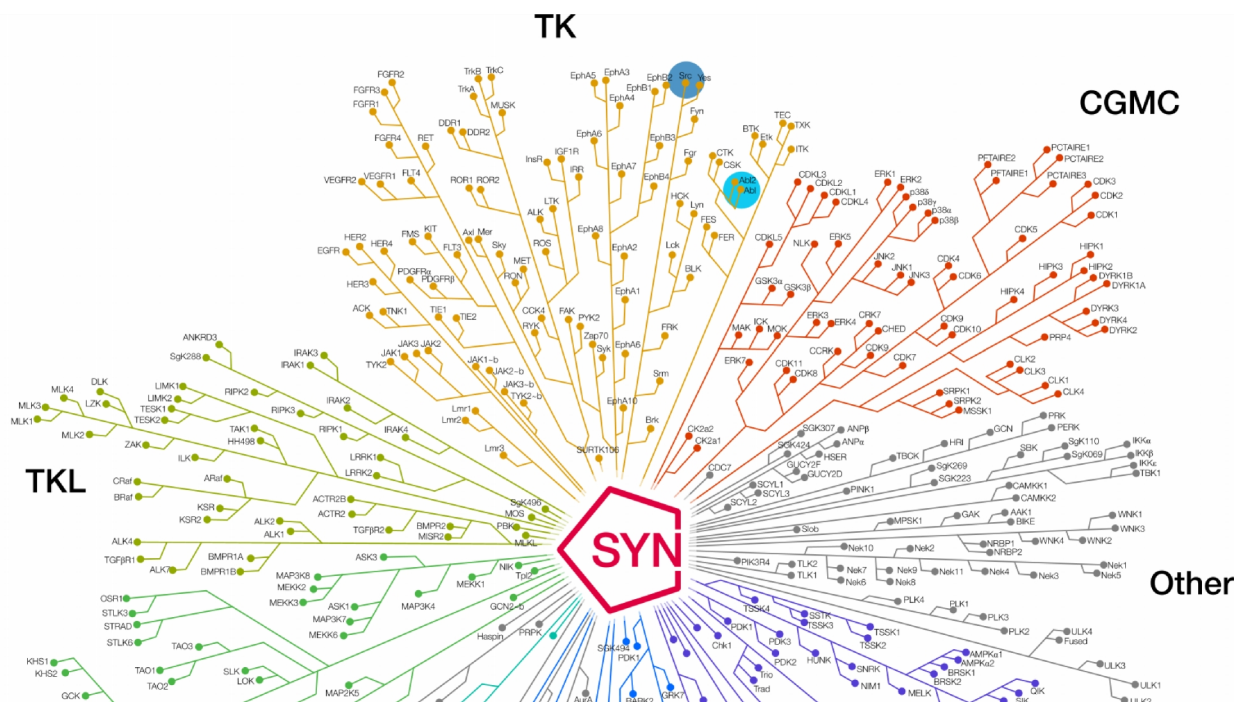 TK
CGMC
TKL
Other
SYN
FGFR2
FGFR3
FGFR1
FGFR4
RET
VEGFR2
VEGFR1
FLT4
TrkB
TrkC
TrkA
MUSK
DDR1
DDR2
ROR1
ROR2
InsR
IGF1R
IRR
LTK
ALK
ROS
EphA5
EphA3
EphA4
EphA6
EphA7
EphA8
EphA2
EphA1
EphA6
EphA10
EphB2
EphB1
EphB3
EphB4
Src
Yes
Fyn
Fgr
HCK
Lyn
Lck
BLK
FRK
Srm
Brk
CTK
CSK
Abl2
Abl
FES
FER
BTK
Etk
TEC
TXK
ITK
HER2
EGFR
HER4
HER3
FMS
KIT
FLT3
PDGFRα
PDGFRβ
Axl
Mer
Sky
MET
RON
ACK
TNK1
TIE1
TIE2
CCK4
RYK
FAK
PYK2
Zap70
Syk
JAK3
JAK2
JAK1
TYK2
JAK1~b
JAK2~b
JAK3~b
TYK2~b
Lmr1
Lmr2
Lmr3
SURTK106
CDKL3
CDKL2
CDKL1
CDKL4
CDKL5
ERK1
ERK2
p38δ
p38γ
p38α
p38β
NLK
ERK5
JNK2
JNK1
JNK3
GSK3α
GSK3β
MAK
ICK
MOK
ERK3
ERK4
ERK7
CDK11
CDK8
CCRK
CRK7
CHED
CDK9
CDK7
CDK9
CDK10
CDK4
CDK6
CDK5
PFTAIRE2
PFTAIRE1
PCTAIRE1
PCTAIRE2
PCTAIRE3
CDK3
CDK2
CDK1
HIPK1
HIPK2
HIPK3
HIPK4
DYRK1B
DYRK1A
DYRK3
DYRK4
DYRK2
PRP4
CLK2
CLK3
CLK1
CLK4
SRPK1
SRPK2
MSSK1
CK2a2
CK2a1
ANKRD3
SgK288
IRAK3
IRAK1
IRAK2
IRAK4
DLK
MLK4
LZK
MLK3
MLK1
MLK2
LIMK1
LIMK2
TESK1
TESK2
RIPK2
RIPK3
RIPK1
TAK1
HH498
ZAK
ILK
LRRK1
LRRK2
CRaf
BRaf
ARaf
KSR
KSR2
ACTR2B
ACTR2
TGFβR2
BMPR2
MISR2
SgK496
MOS
PBK
MLKL
ALK2
ALK1
ALK4
TGFβR1
ALK7
BMPR1A
BMPR1B
CDC7
SGK307
SGK424
ANPβ
ANPα
HSER
GUCY2F
GUCY2D
SCYL1
SCYL3
SCYL2
TBCK
PINK1
HRI
GCN
PRIK
PERK
SgK269
SGK223
SBK
SgK110
SgK069
IKKα
IKKβ
IKKε
TBK1
CAMKK1
CAMKK2
Slob
MPSK1
GAK
AAK1
BIKE
NRBP1
NRBP2
WNK1
WNK3
WNK4
WNK2
PIK3R4
TLK2
TLK1
Nek10
Nek2
Nek7
Nek6
Nek9
Nek8
Nek11
Nek4
Nek3
Nek1
Nek5
PLK4
PLK1
PLK3
PLK2
ULK4
Fused
ULK3
ULK1
ULK2
ASK3
MAP3K8
MEKK2
MEKK3
ASK1
MAP3K7
MEKK6
MAP3K4
MEKK1
NIK
Tpl2
GCN2~b
OSR1
STLK3
STRAD
STLK6
TAO3
TAO1
TAO2
SLK
LOK
KHS1
KHS2
GCK
MAP2K5
Haspin
PRPK
AurA
SGK494
PDK1
BARK2
GRK7
TSSK4
SSTK
TSSK3
TSSK1
TSSK2
PDK1
Chk1
PDK3
PDK2
HUNK
Trio
Trad
SNRK
NIM1
MELK
AMPKα1
AMPKα2
BRSK1
BRSK2
QIK
SIK